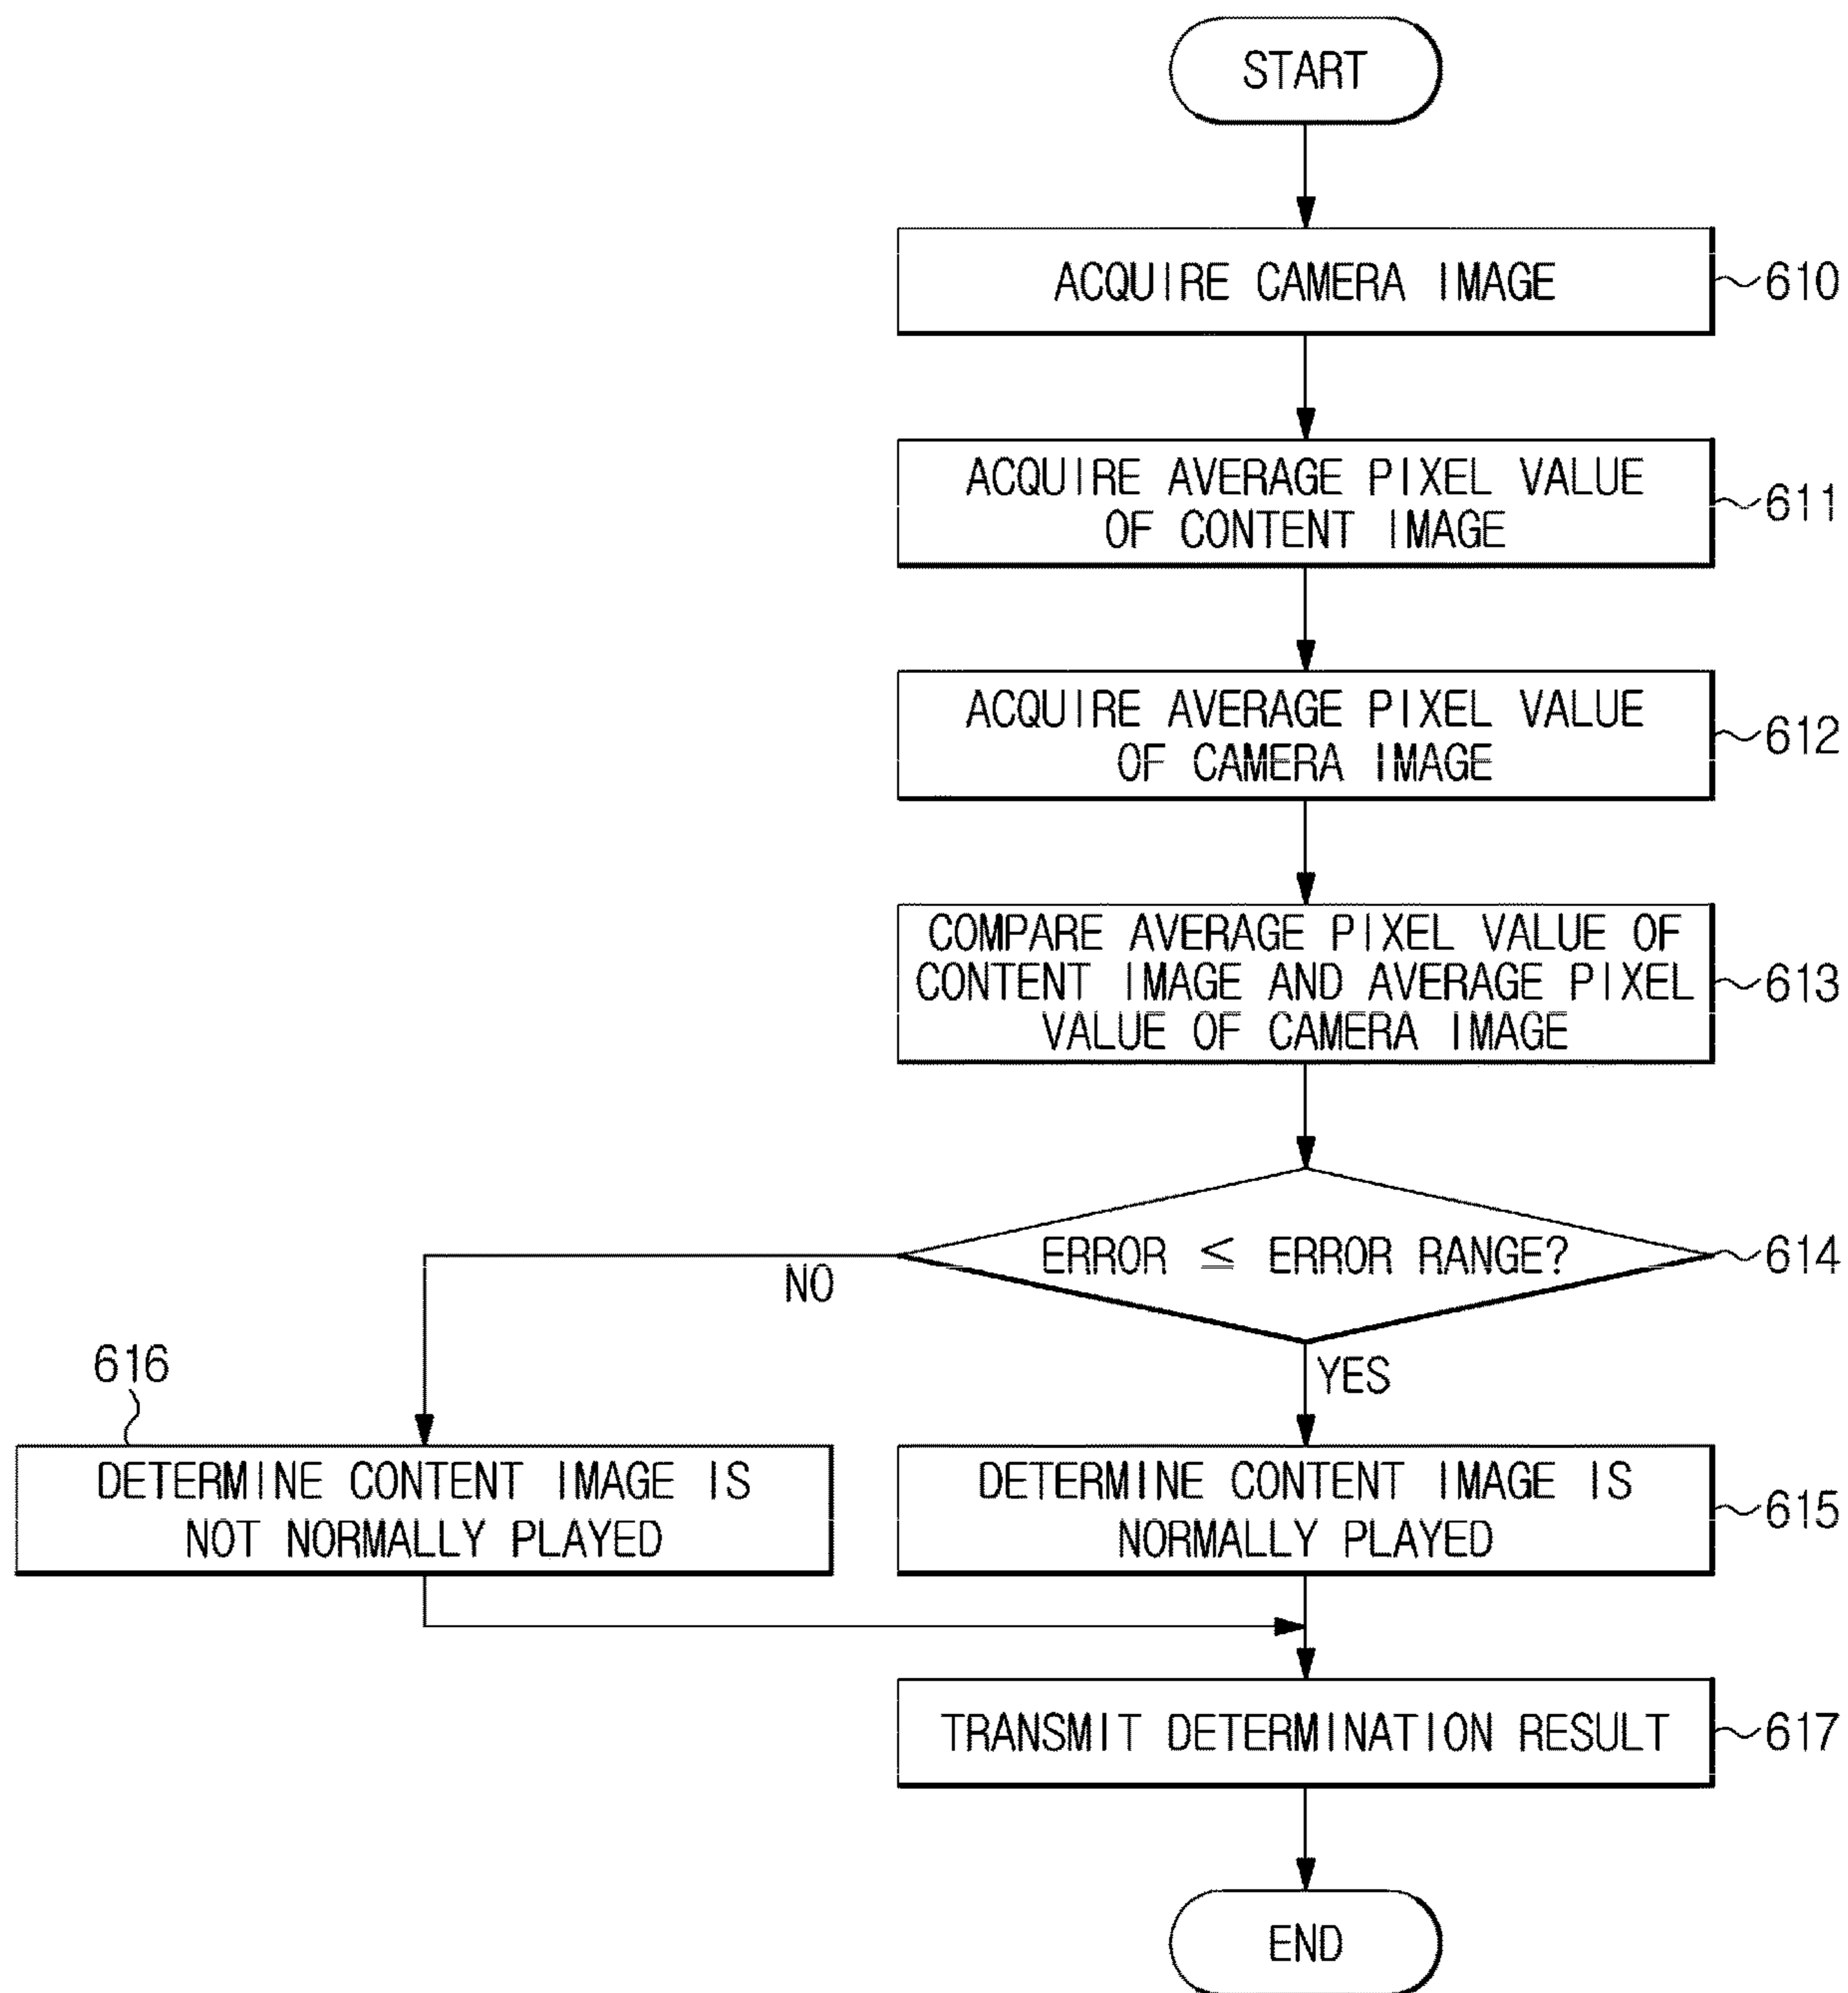 START
ACQUIRE CAMERA IMAGE
610
ACQUIRE AVERAGE PIXEL VALUE
OF CONTENT IMAGE
611
ACQUIRE AVERAGE PIXEL VALUE
OF CAMERA IMAGE
612
COMPARE AVERAGE PIXEL VALUE OF
CONTENT IMAGE AND AVERAGE PIXEL
VALUE OF CAMERA IMAGE
613
ERROR ≤ ERROR RANGE?
614
NO
YES
616
DETERMINE CONTENT IMAGE IS
NOT NORMALLY PLAYED
DETERMINE CONTENT IMAGE IS
NORMALLY PLAYED
615
TRANSMIT DETERMINATION RESULT
617
END